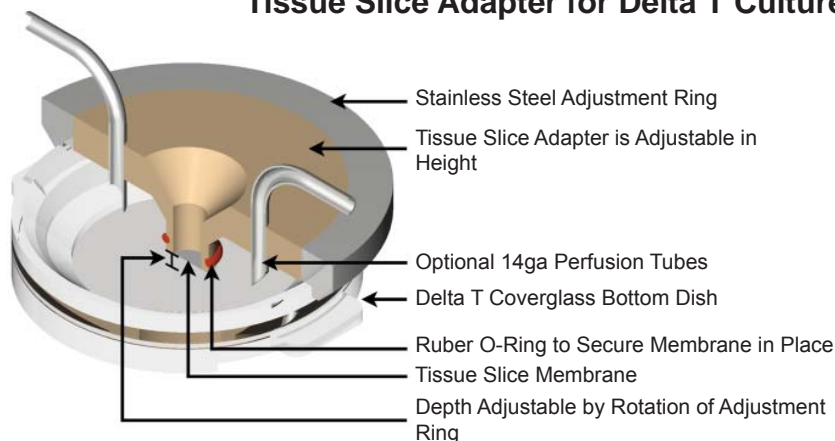 Tissue Slice Adapter for Delta T Culture
Stainless Steel Adjustment Ring
Tissue Slice Adapter is Adjustable in
Height
Optional 14ga Perfusion Tubes
Delta T Coverglass Bottom Dish
Ruber O-Ring to Secure Membrane in Place
Tissue Slice Membrane
Depth Adjustable by Rotation of Adjustment
Ring